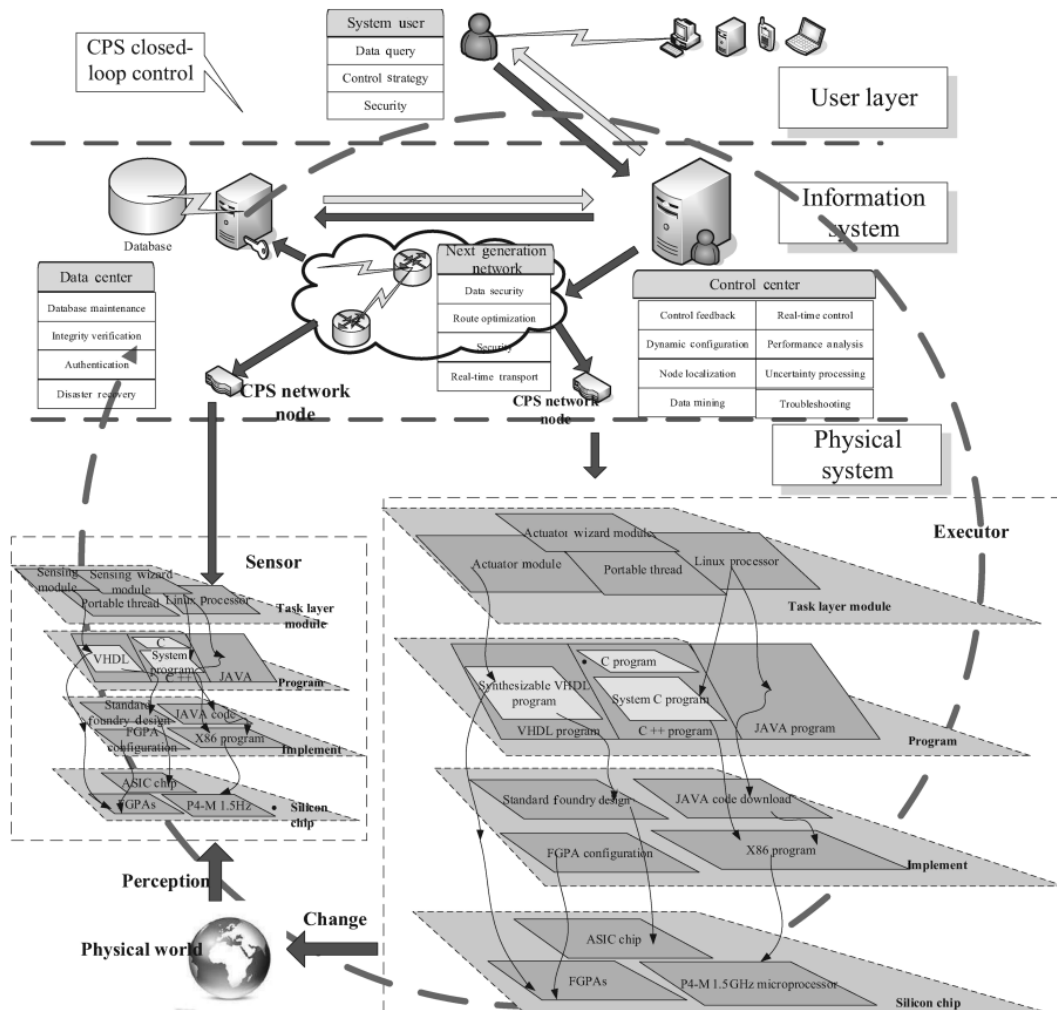 CPS closed-
loop control
System user
Data query
Control strategy
Security
User layer
Information
system
Database
Data center
Database maintenance
Integrity verification
Authentication
Disaster recovery
Next generation
network
Data security
Route optimization
Security
Real-time transport
Control center
Control feedback
Real-time control
Dynamic configuration
Performance analysis
Node localization
Uncertainty processing
Data mining
Troubleshooting
CPS network
node
CPS network
node
Physical
system
Sensor
Sensing
module
Sensing wizard
module
Portable thread
Linux processor
Task layer
module
VHDL
C
System
program
C ++
JAVA
Program
Standard
foundry design
JAVA code
FGPA
configuration
X86 program
Implement
ASIC chip
FGPAs
P4-M 1.5Hz
Silicon
chip
Perception
Physical world
Change
Executor
Actuator wizard module
Actuator module
Portable thread
Linux processor
Task layer module
C program
Synthesizable VHDL
program
System C program
VHDL program
C ++ program
JAVA program
Program
Standard foundry design
JAVA code download
FGPA configuration
X86 program
Implement
ASIC chip
FGPAs
P4-M 1.5GHz microprocessor
Silicon chip